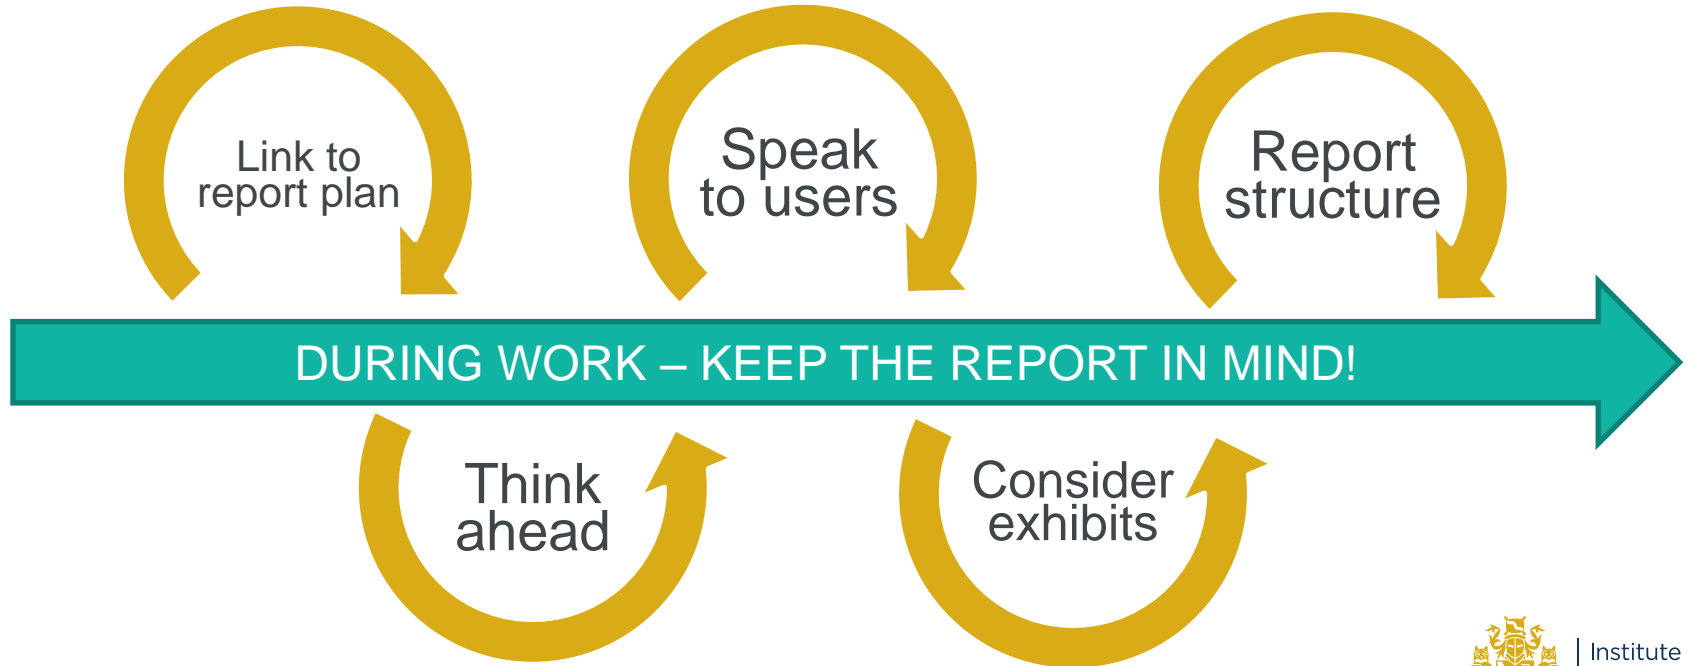 Link to
report plan
Speak
to users
Report
structure
DURING WORK – KEEP THE REPORT IN MIND!
Think
ahead
Consider
exhibits
Institute